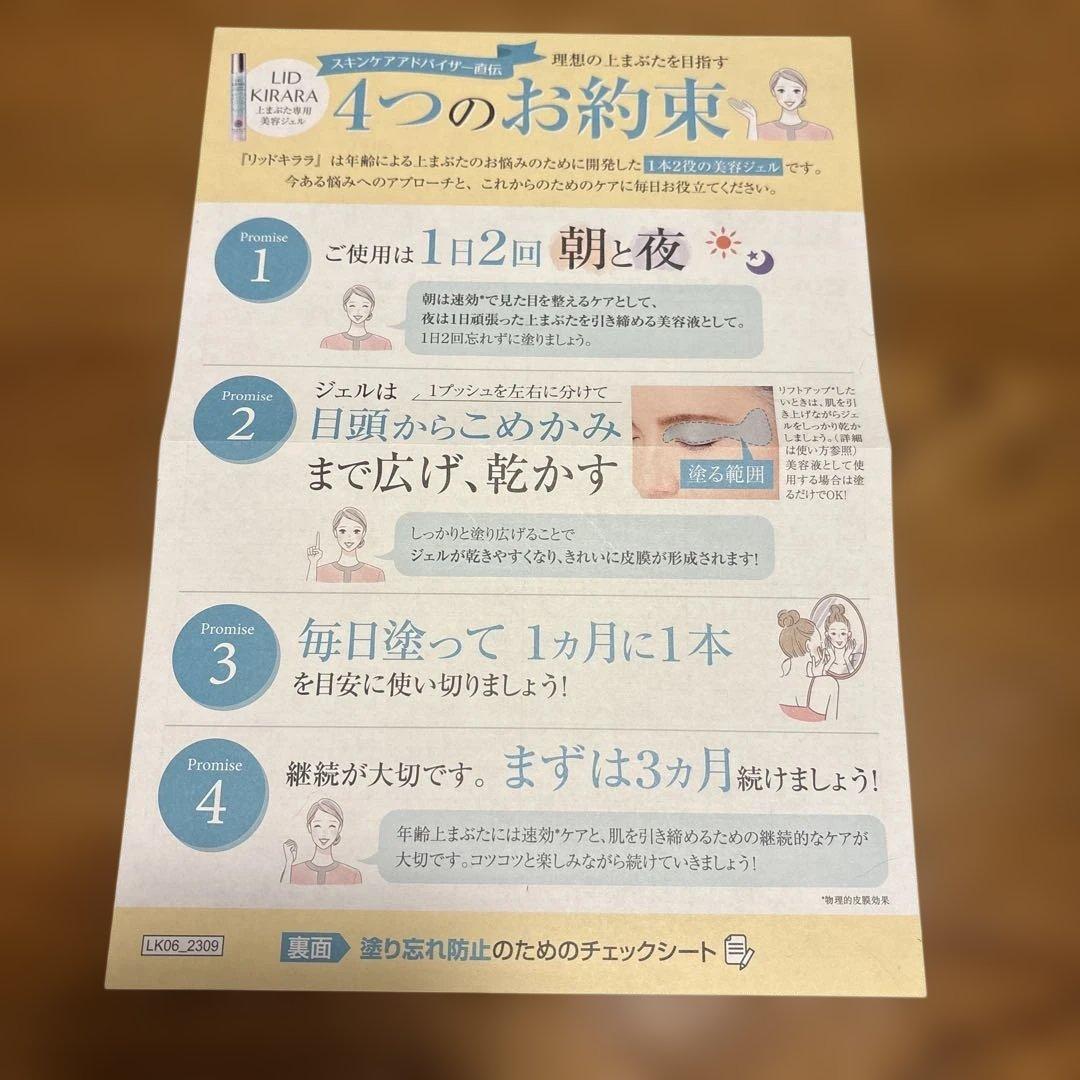 LID
KIRARA
上まぶた専用
美容ジェル
スキンケアアドバイザー直伝
理想の上まぶたを目指す
4つのお約束
『リッドキララ』は年齢による上まぶたのお悩みのために開発した1本2役の美容ジェルです。
今ある悩みへのアプローチと、これからのためのケアに毎日お役立てください。
Promise
1
ご使用は1日2回 朝と夜
朝は速効*で見た目を整えるケアとして、
夜は1日頑張った上まぶたを引き締める美容液として。
1日2回忘れずに塗りましょう。
Promise
2
ジェルは 1プッシュを左右に分けて
目頭からこめかみ
まで広げ、乾かす
塗る範囲
リフトアップ*した
いときは、肌を引
き上げながらジェ
ルをしっかり乾か
しましょう。(詳細
は使い方参照)
美容液として使
用する場合は塗
るだけでOK!
しっかりと塗り広げることで
ジェルが乾きやすくなり、きれいに皮膜が形成されます!
Promise
3
毎日塗って 1ヵ月に1本
を目安に使い切りましょう!
Promise
4
継続が大切です。まずは3ヵ月続けましょう!
年齢上まぶたには速効*ケアと、肌を引き締めるための継続的なケアが
大切です。コツコツと楽しみながら続けていきましょう!
*物理的皮膜効果
LK06_2309
裏面 塗り忘れ防止のためのチェックシート